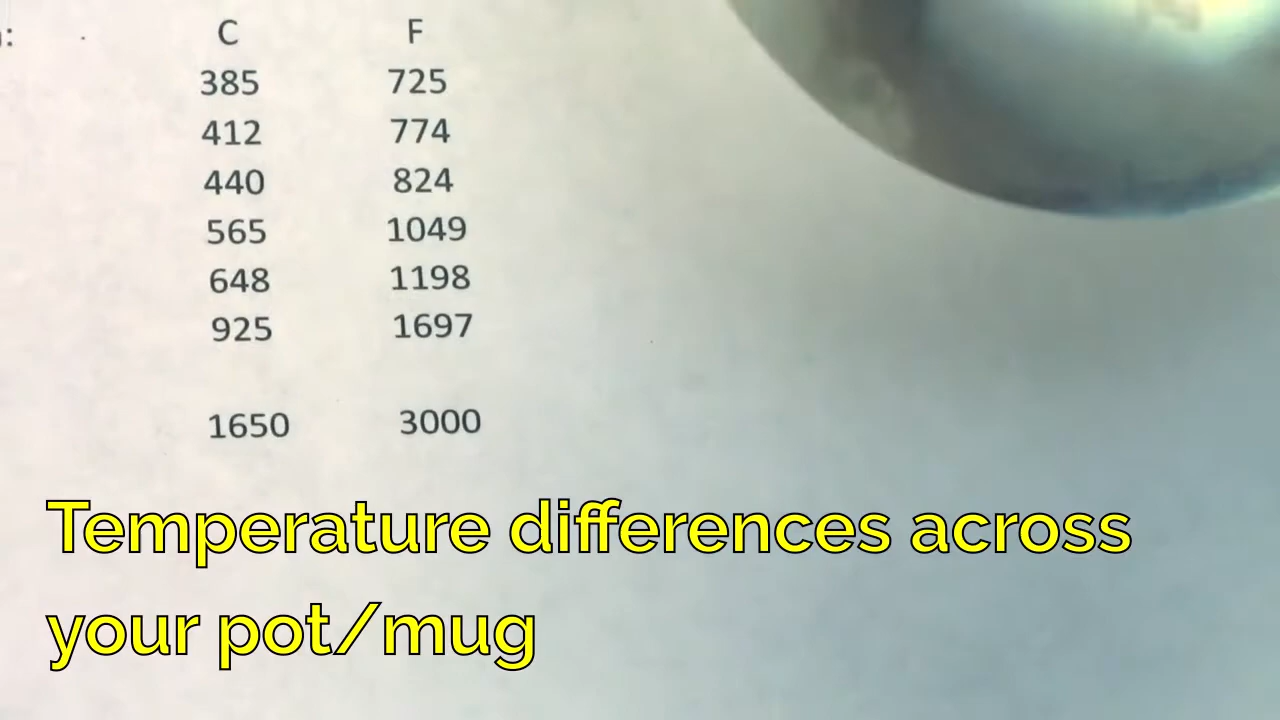 : C F
385 725
412 774
440 824
565 1049
648 1198
925 1697
1650 3000
Temperature differences across
your pot/mug